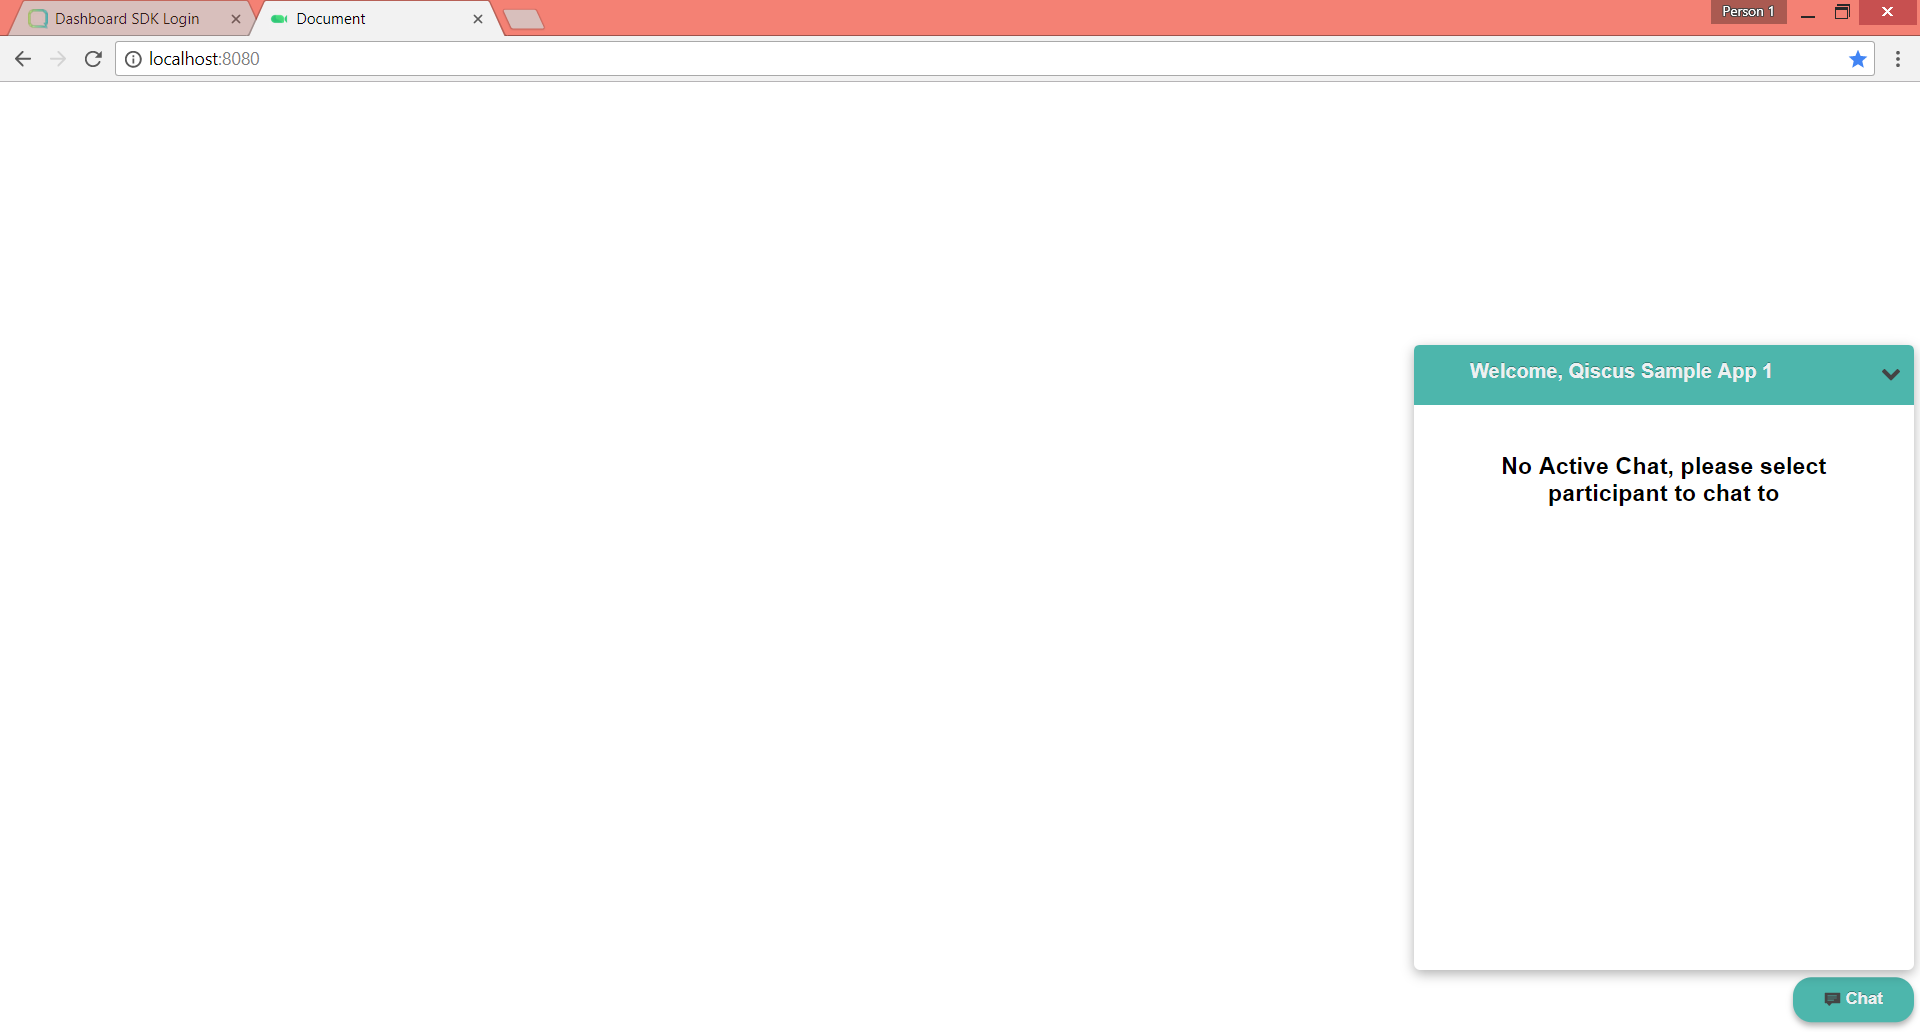 Dashboard SDK Login
Document
Person 1
localhost:8080
Welcome, Qiscus Sample App 1
No Active Chat, please select
participant to chat to
Chat